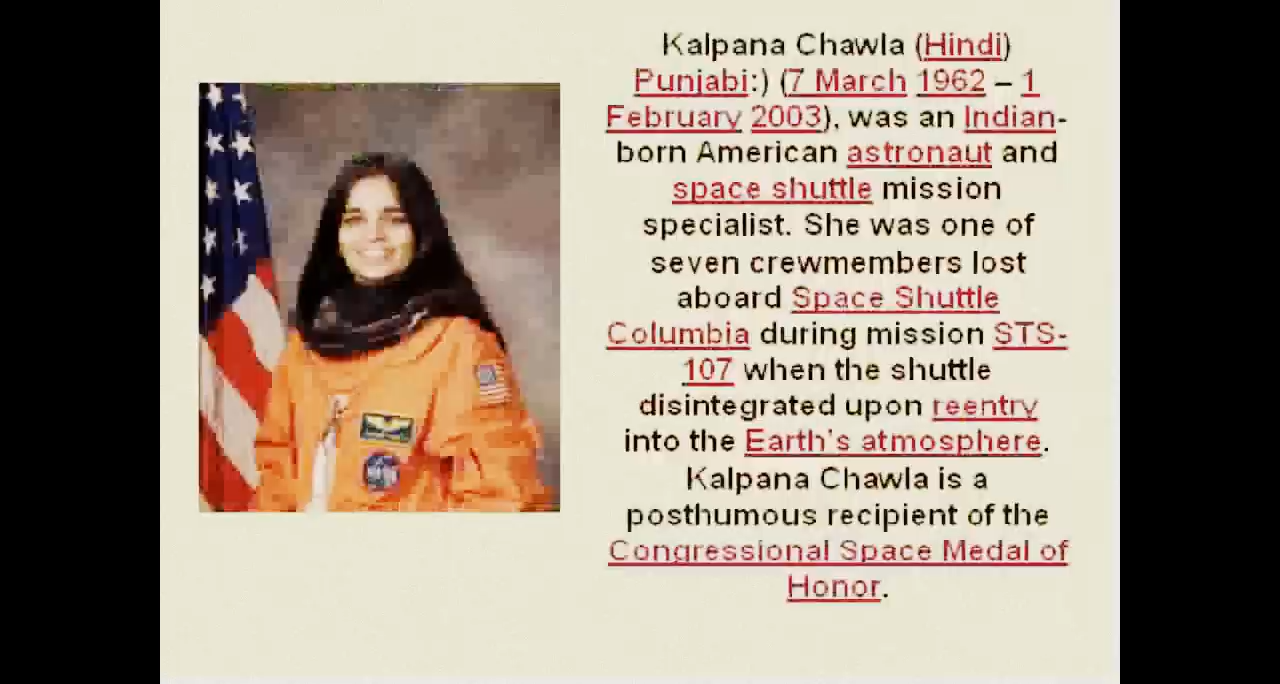 Kalpana Chawla (Hindi)
Punjabi:) (7 March 1962 – 1
February 2003), was an Indian-
born American astronaut and
space shuttle mission
specialist. She was one of
seven crewmembers lost
aboard Space Shuttle
Columbia during mission STS-
107 when the shuttle
disintegrated upon reentry
into the Earth's atmosphere.
Kalpana Chawla is a
posthumous recipient of the
Congressional Space Medal of
Honor.